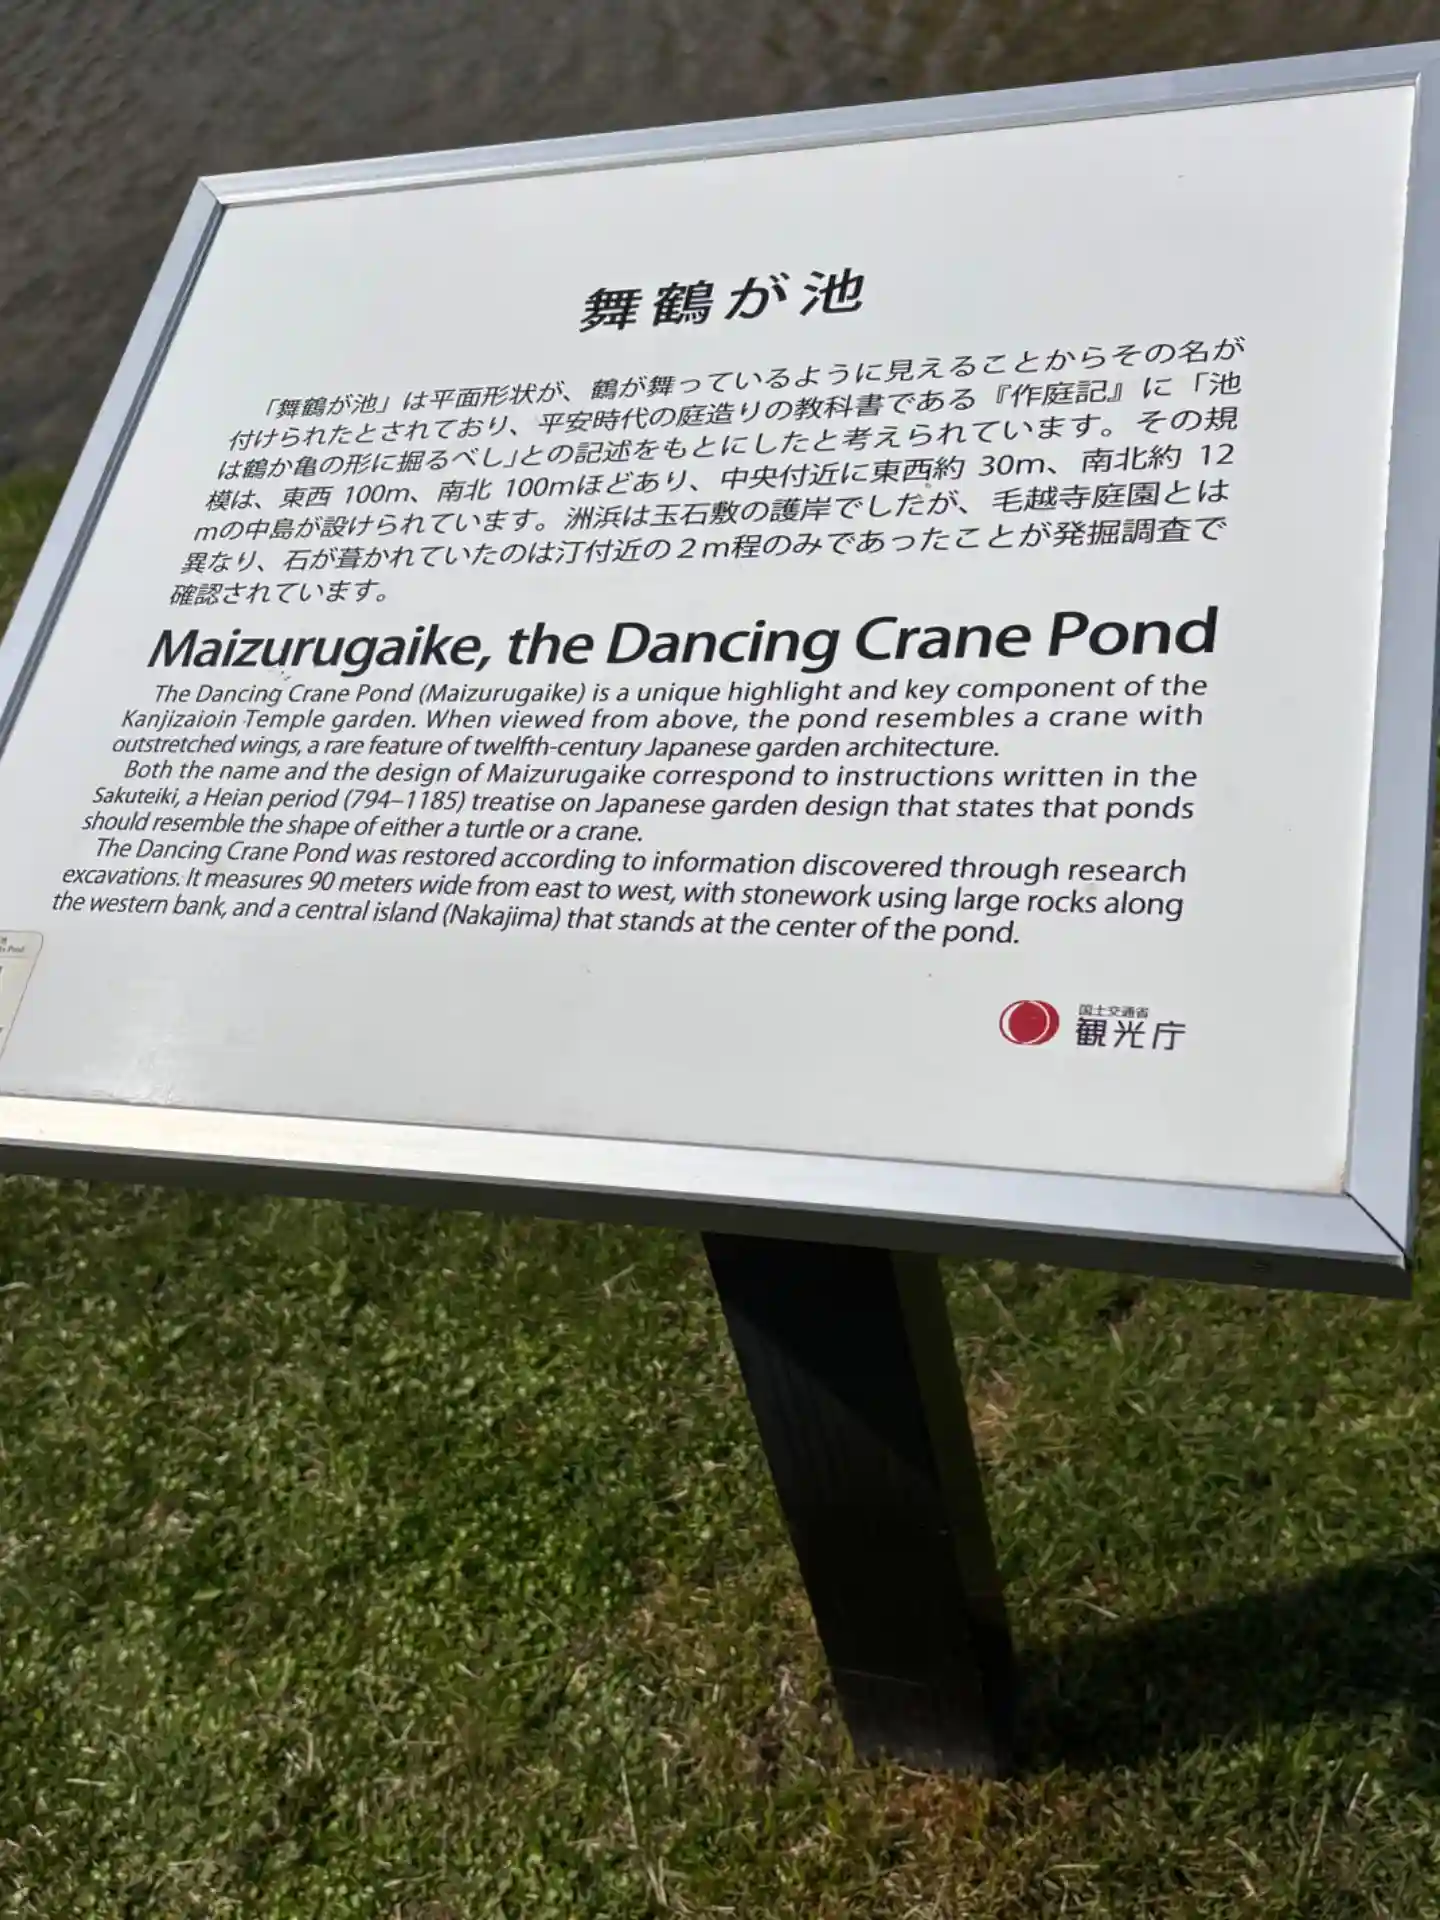 舞鶴が池
「舞鶴が池」は平面形状が、鶴が舞っているように見えることからその名が
付けられたとされており、平安時代の庭造りの教科書である『作庭記』に「池
は鶴か亀の形に掘るべし」との記述をもとにしたと考えられています。その規
模は、東西 100m、南北 100mほどあり、中央付近に東西約 30m、南北約 12
mの中島が設けられています。洲浜は玉石敷の護岸でしたが、毛越寺庭園とは
異なり、石が葺かれていたのは汀付近の２ｍ程のみであったことが発掘調査で
確認されています。
Maizurugaike, the Dancing Crane Pond
The Dancing Crane Pond (Maizurugaike) is a unique highlight and key component of the
Kanjizaioin Temple garden. When viewed from above, the pond resembles a crane with
outstretched wings, a rare feature of twelfth-century Japanese garden architecture.
Both the name and the design of Maizurugaike correspond to instructions written in the
Sakuteiki, a Heian period (794–1185) treatise on Japanese garden design that states that ponds
should resemble the shape of either a turtle or a crane.
The Dancing Crane Pond was restored according to information discovered through research
excavations. It measures 90 meters wide from east to west, with stonework using large rocks along
the western bank, and a central island (Nakajima) that stands at the center of the pond.
国土交通省
観光庁